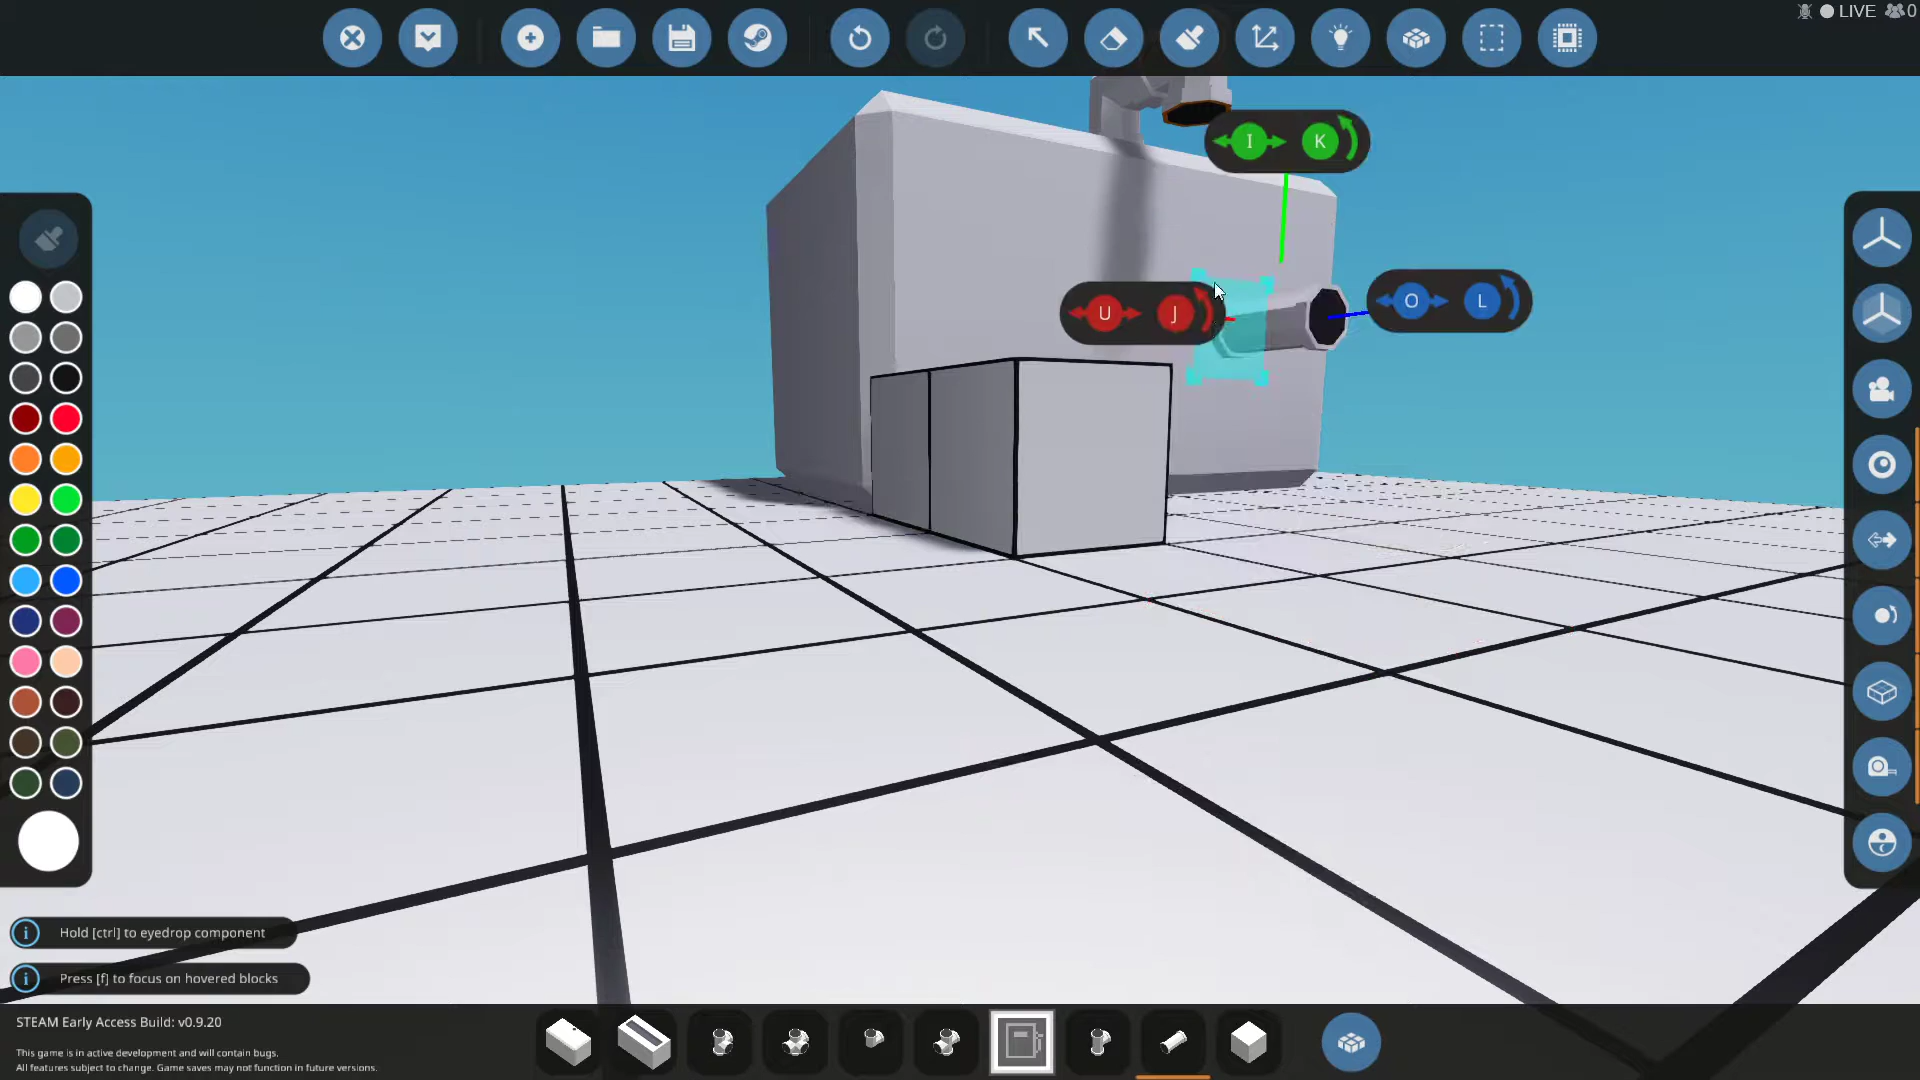 LIVE 0
I K
U J
O L
Hold [ctrl] to eyedrop component
Press [f] to focus on hovered blocks
STEAM Early Access Build: v0.9.20
This game is in active development and will contain bugs.
All features subject to change. Game saves may not function in future versions.